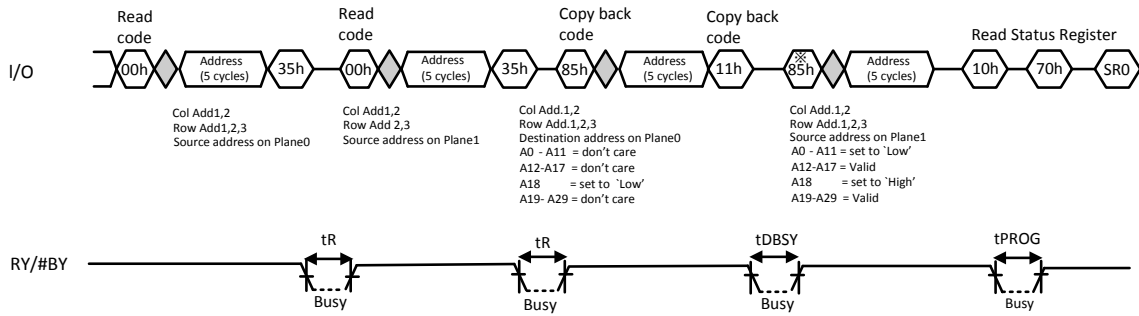 Read
code
Read
code
Copy back
code
Copy back
code
Read Status Register
I/O
00h
Address
(5 cycles)
35h
00h
Address
(5 cycles)
35h
85h
Address
(5 cycles)
11h
※
85h
Address
(5 cycles)
10h
70h
SR0
Col Add1,2
Row Add1,2,3
Source address on Plane0
Col Add1,2
Row Add 2,3
Source address on Plane1
Col Add.1,2
Row Add.1,2,3
Destination address on Plane0
A0 - A11 = don't care
A12-A17 = don't care
A18 = set to `Low'
A19- A29 = don't care
Col Add.1,2
Row Add.1,2,3
Source address on Plane1
A0 - A11 = set to `Low'
A12-A17 = Valid
A18 = set to `High'
A19-A29 = Valid
RY/#BY
tR
Busy
tR
Busy
tDBSY
Busy
tPROG
Busy